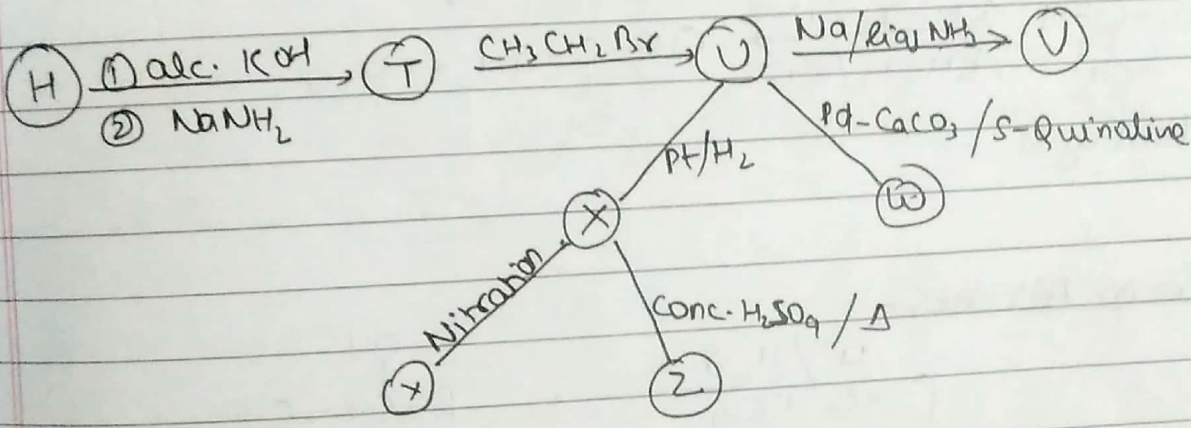 H ① alc. KOH T CH₃CH₂Br U Na/liq NH₃ V
② NaNH₂
Pd-CaCO₃/S-Quinoline
Pt/H₂
W
X
Nitration
Conc. H₂SO₄/Δ
Y
Z